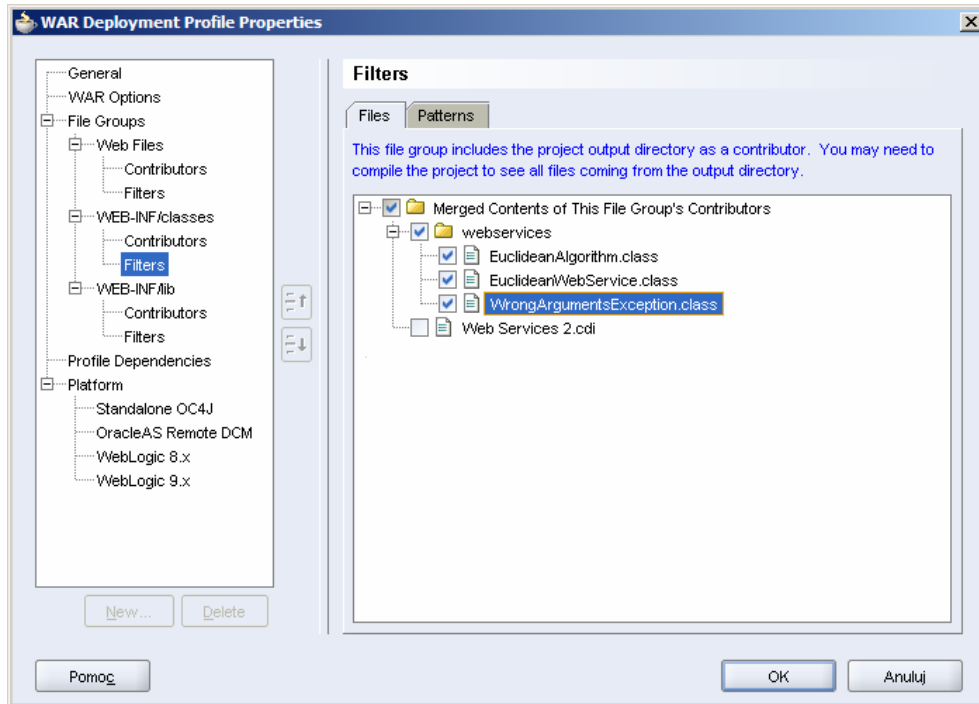 WAR Deployment Profile Properties
General
WAR Options
File Groups
Web Files
Contributors
Filters
WEB-INF/classes
Contributors
Filters
WEB-INF/lib
Contributors
Filters
Profile Dependencies
Platform
Standalone OC4J
OracleAS Remote DCM
WebLogic 8.x
WebLogic 9.x
New...
Delete
Filters
Files
Patterns
This file group includes the project output directory as a contributor. You may need to
compile the project to see all files coming from the output directory.
Merged Contents of This File Group's Contributors
webservices
EuclideanAlgorithm.class
EuclideanWebService.class
WrongArgumentsException.class
Web Services 2.cdi
Pomoc
OK
Anuluj